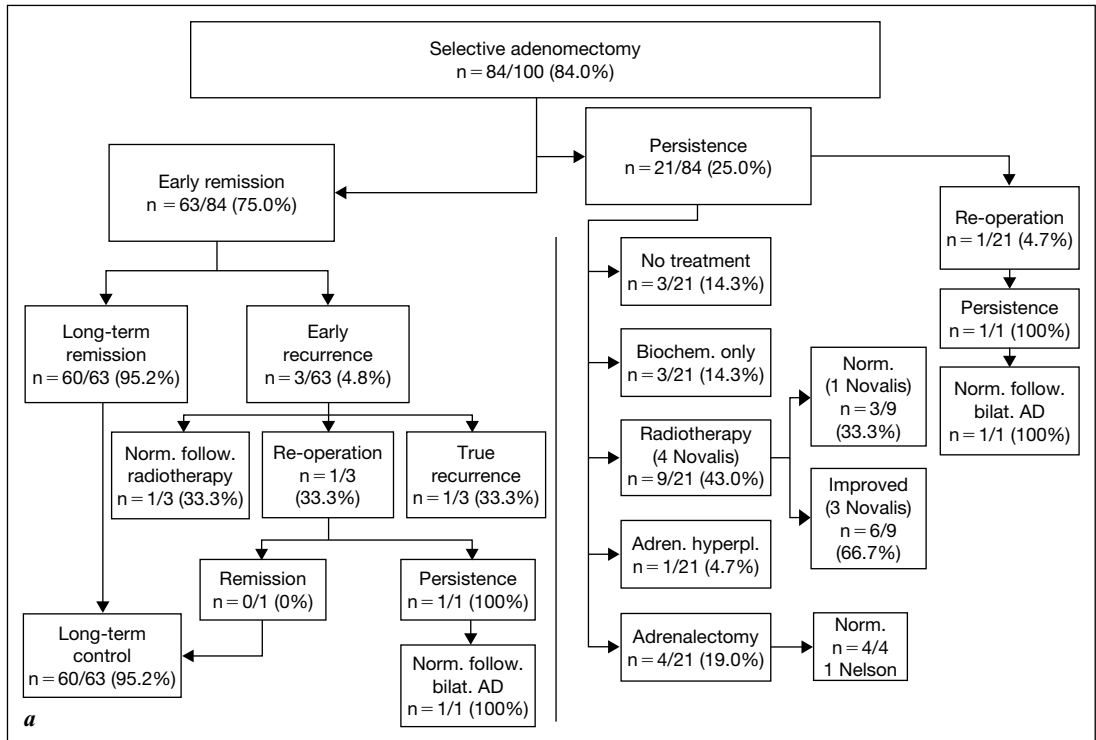 Selective adenomectomy
n = 84/100 (84.0%)
Early remission
n = 63/84 (75.0%)
Persistence
n = 21/84 (25.0%)
Re-operation
n = 1/21 (4.7%)
Persistence
n = 1/1 (100%)
Norm. follow.
bilat. AD
n = 1/1 (100%)
Long-term
remission
n = 60/63 (95.2%)
Early
recurrence
n = 3/63 (4.8%)
Norm. follow.
radiotherapy
n = 1/3 (33.3%)
Re-operation
n = 1/3
(33.3%)
True
recurrence
n = 1/3 (33.3%)
Remission
n = 0/1 (0%)
Persistence
n = 1/1 (100%)
Long-term
control
n = 60/63 (95.2%)
Norm. follow.
bilat. AD
n = 1/1 (100%)
No treatment
n = 3/21 (14.3%)
Biochem. only
n = 3/21 (14.3%)
Radiotherapy
(4 Novalis)
n = 9/21 (43.0%)
Norm.
(1 Novalis)
n = 3/9
(33.3%)
Improved
(3 Novalis)
n = 6/9
(66.7%)
Adren. hyperpl.
n = 1/21 (4.7%)
Adrenalectomy
n = 4/21 (19.0%)
Norm.
n = 4/4
1 Nelson
a